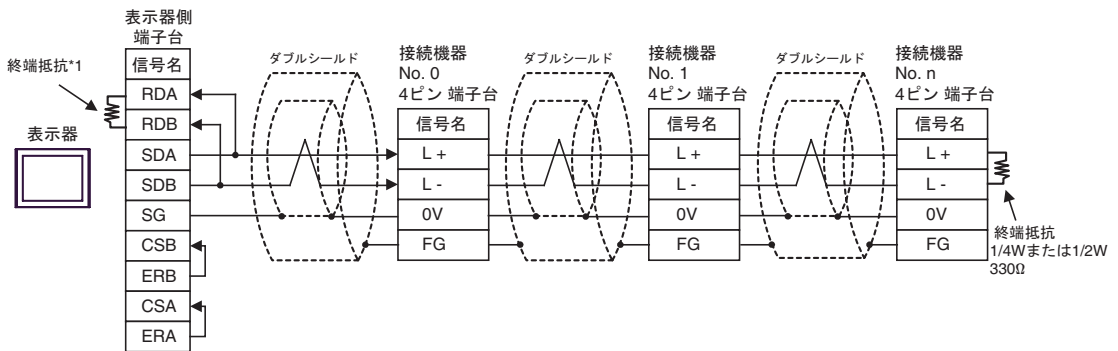 表示器側
端子台
終端抵抗*1
表示器
信号名
RDA
RDB
SDA
SDB
SG
CSB
ERB
CSA
ERA
ダブルシールド
接続機器
No. 0
4ピン 端子台
信号名
L +
L -
0V
FG
ダブルシールド
接続機器
No. 1
4ピン 端子台
信号名
L +
L -
0V
FG
ダブルシールド
接続機器
No. n
4ピン 端子台
信号名
L +
L -
0V
FG
終端抵抗
1/4Wまたは1/2W
330Ω